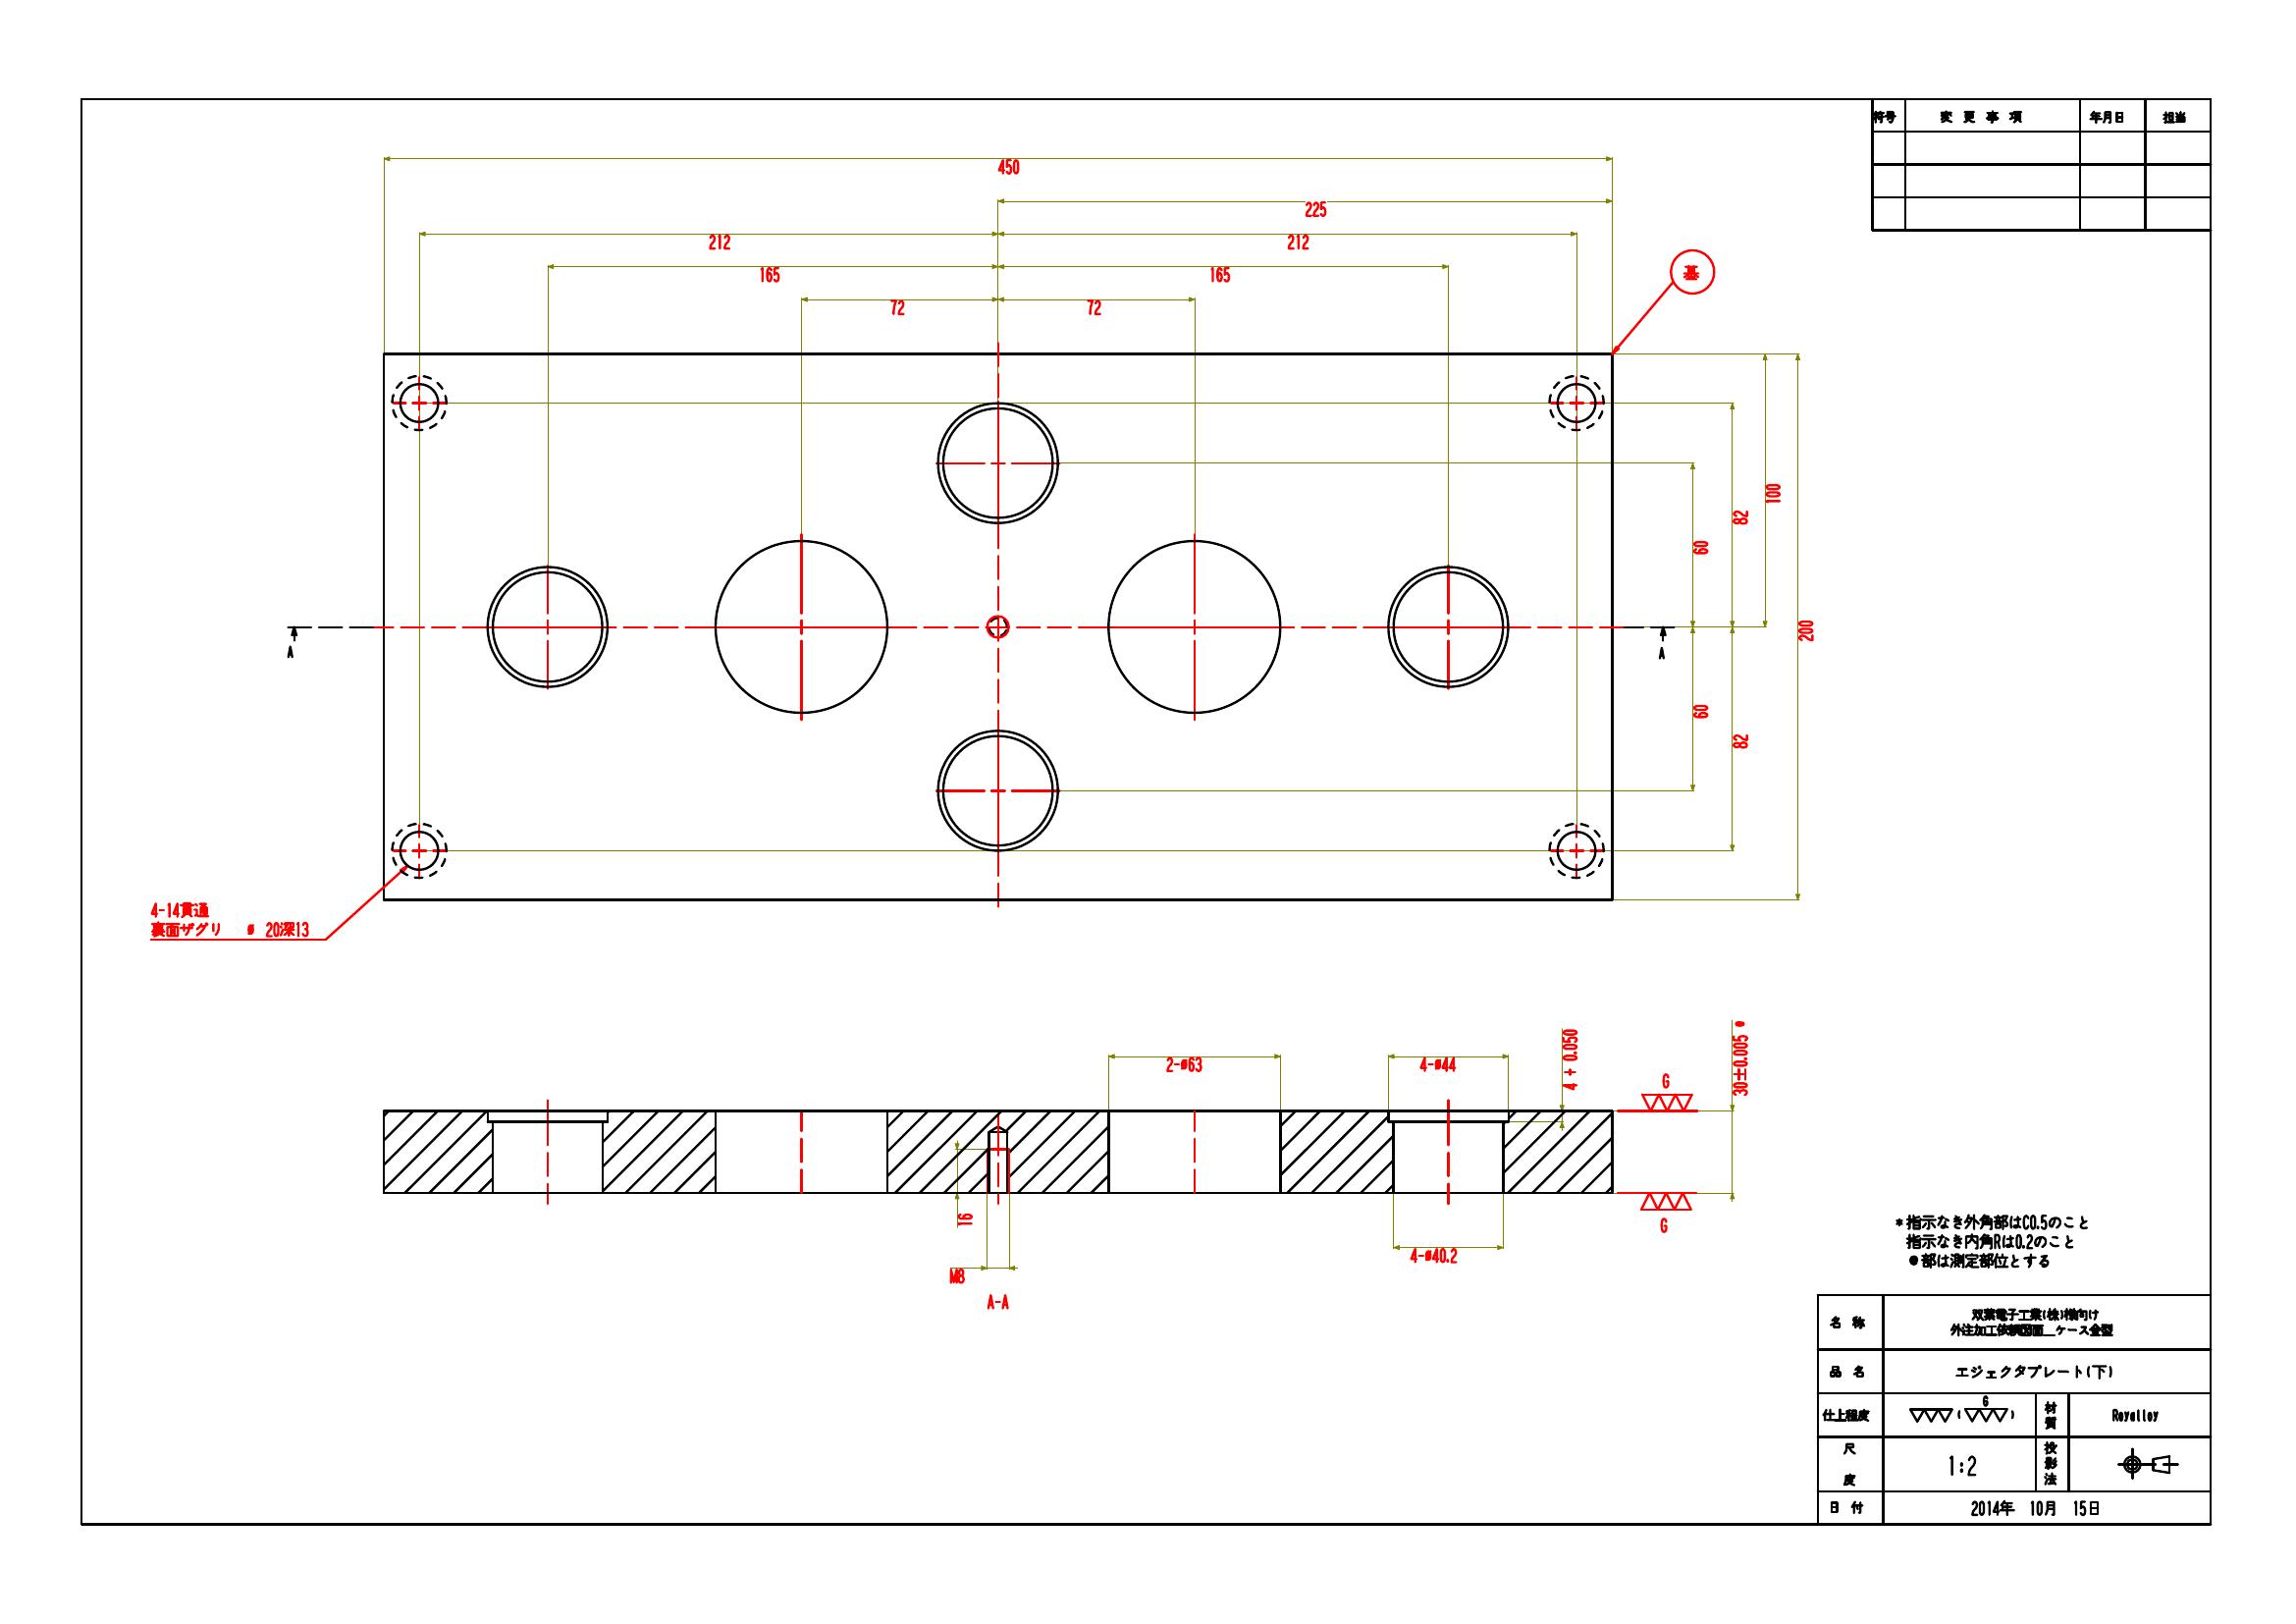 符号 変更事項 年月日 担当
450
225
212 212
165 165
72 72
基
100
82
60
200
A A
60
82
4-14貫通
裏面ザグリ ø 20深13
2-ø63
4-ø44
4 + 0.050
30±0.005 ●
G
G
16
M8
4-ø40.2
A-A
*指示なき外角部はC0.5のこと
指示なき内角Rは0.2のこと
●部は測定部位とする
名称 双葉電子工業(株)様向け
外注加工依頼図面_ケース金型
品名 エジェクタプレート(下)
仕上程度 ( G ) 材質 Royalloy
尺度 1:2 投影法
日付 2014年 10月 15日